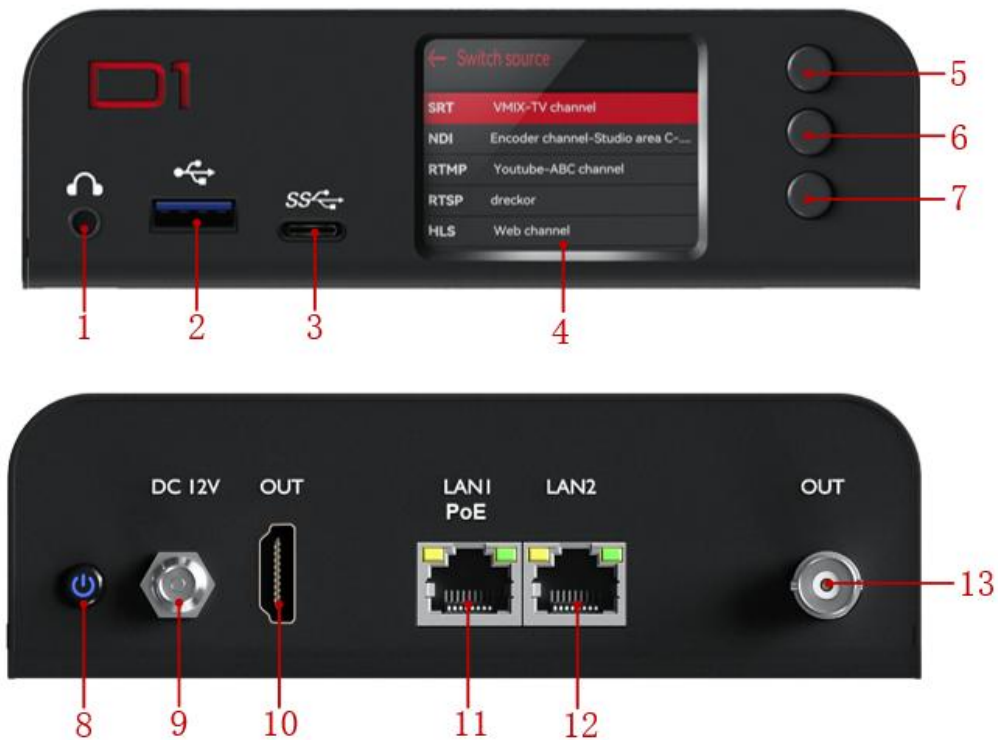 ← Switch source
D1
SRT VMIX-TV channel
NDI Encoder channel-Studio area C-....
RTMP Youtube-ABC channel
RTSP dreckor
HLS Web channel
SS
5
6
7
1
2
3
4
DC 12V
OUT
LAN1
PoE
LAN2
OUT
13
8
9
10
11
12